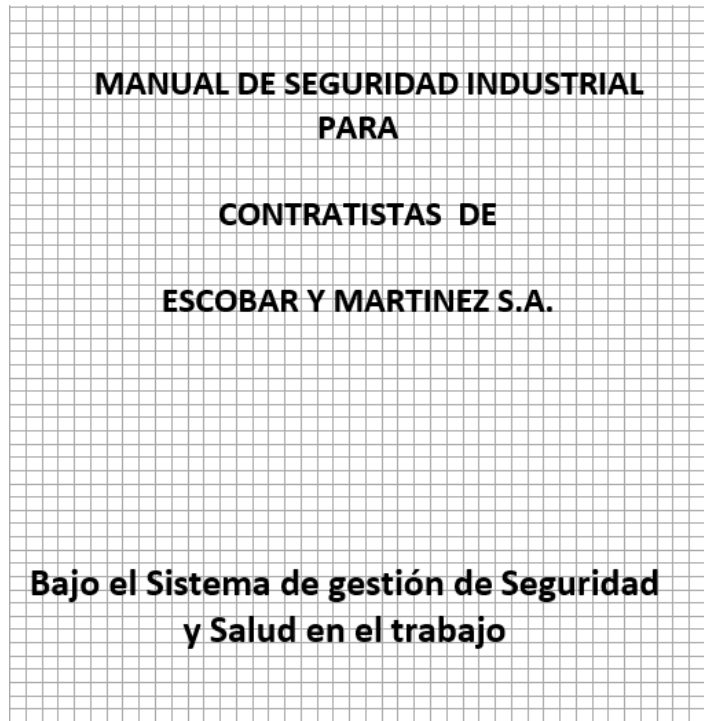 MANUAL DE SEGURIDAD INDUSTRIAL
PARA
CONTRATISTAS DE
ESCOBAR Y MARTINEZ S.A.
Bajo el Sistema de gestión de Seguridad
y Salud en el trabajo